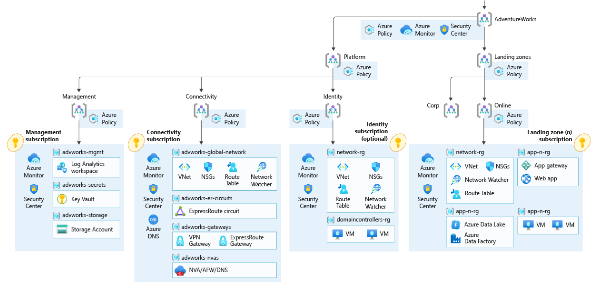 AdventureWorks
Azure
Policy
Azure
Monitor
Security
Center
Platform
Azure
Policy
Landing zones
Azure
Policy
Management
Azure
Policy
Connectivity
Azure
Policy
Identity
Azure
Policy
Corp
Online
Azure
Policy
Management
subscription
Azure
Monitor
Security
Center
adworks-mgmt
Log Analytics
workspace
adworks-secrets
Key Vault
adworks-storage
Storage Account
Connectivity
subscription
Azure
Monitor
Security
Center
Azure
DNS
adworks-global-network
VNet
NSGs
Route
Table
Network
Watcher
adworks-er-circuits
ExpressRoute circuit
adworks-gateways
VPN
Gateway
ExpressRoute
Gateway
adworks-nvas
NVA/AFW/DNS
Identity
subscription
(optional)
network-rg
VNet
NSGs
Route
Table
Network
Watcher
domaincontrollers-rg
VM
VM
Landing zone (n)
subscription
Azure
Monitor
Security
Center
network-rg
VNet
NSGs
Network Watcher
Route Table
app-n-rg
App gateway
Web app
app-n-rg
Azure Data Lake
Azure
Data Factory
app-n-rg
VM
VM